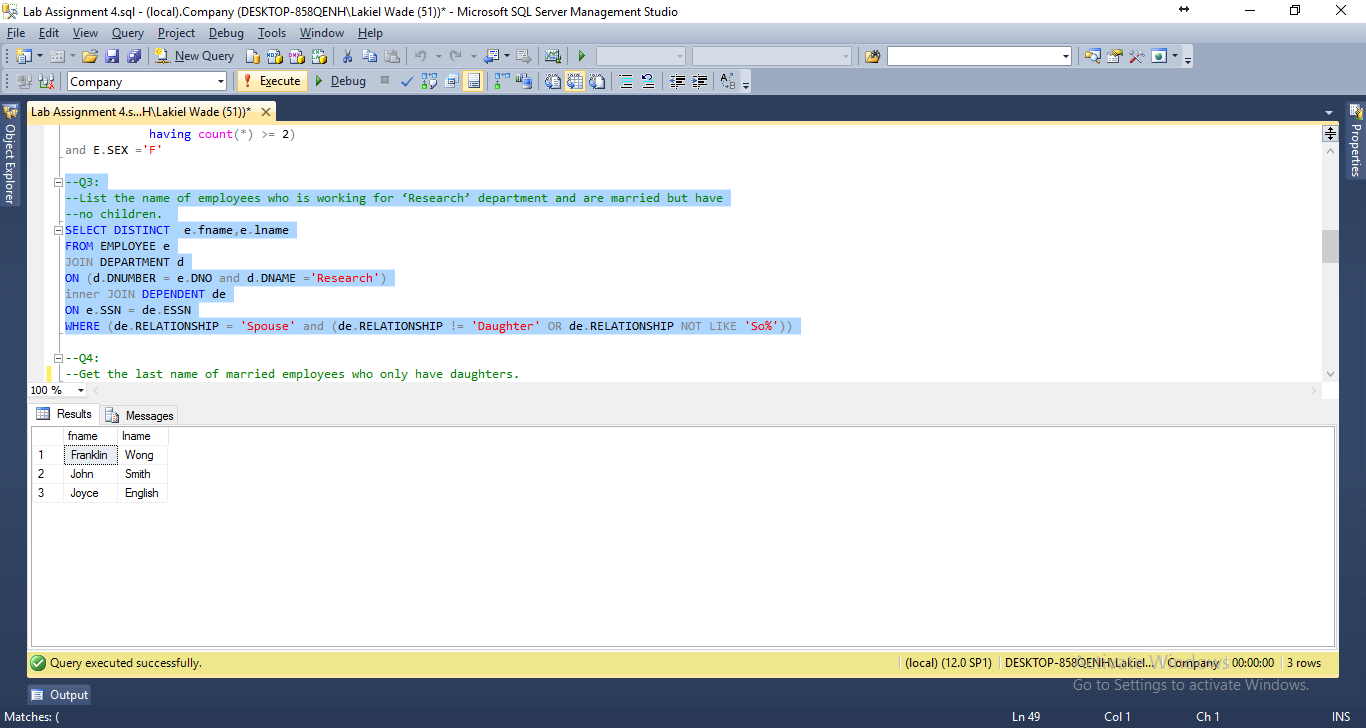 Lab Assignment 4.sql - (local).Company (DESKTOP-858QENH\Lakiel Wade (51))* - Microsoft SQL Server Management Studio
File Edit View Query Project Debug Tools Window Help
New Query
Company Execute Debug
Object Explorer
Properties
Lab Assignment 4.s...H\Lakiel Wade (51))*
having count(*) >= 2)
and E.SEX ='F'
--Q3:
--List the name of employees who is working for ‘Research’ department and are married but have
--no children.
SELECT DISTINCT e.fname,e.lname
FROM EMPLOYEE e
JOIN DEPARTMENT d
ON (d.DNUMBER = e.DNO and d.DNAME ='Research')
inner JOIN DEPENDENT de
ON e.SSN = de.ESSN
WHERE (de.RELATIONSHIP = 'Spouse' and (de.RELATIONSHIP != 'Daughter' OR de.RELATIONSHIP NOT LIKE 'So%'))
--Q4:
--Get the last name of married employees who only have daughters.
100 %
Results Messages
fname lname
1 Franklin Wong
2 John Smith
3 Joyce English
Query executed successfully. (local) (12.0 SP1) DESKTOP-858QENH\Lakiel... Company 00:00:00 3 rows
Activate Windows
Go to Settings to activate Windows.
Output
Matches: ( Ln 49 Col 1 Ch 1 INS